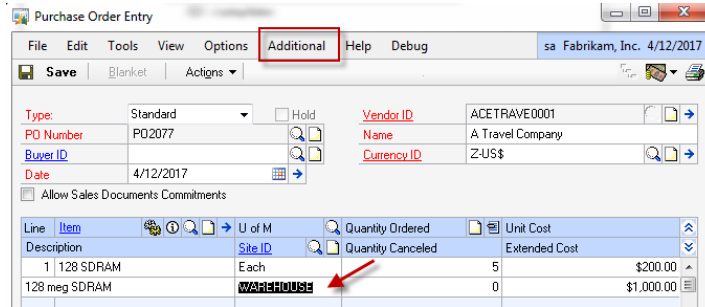 Purchase Order Entry
File Edit Tools View Options Additional Help Debug sa Fabrikam, Inc. 4/12/2017
Save Blanket Actions
Type: Standard Hold Vendor ID ACETRAVE0001
PO Number PO2077 Name A Travel Company
Buyer ID Currency ID Z-US$
Date 4/12/2017
Allow Sales Documents Commitments
Line Item U of M Quantity Ordered Unit Cost
Description Site ID Quantity Canceled Extended Cost
1 128 SDRAM Each 5 $200.00
128 meg SDRAM WAREHOUSE 0 $1,000.00